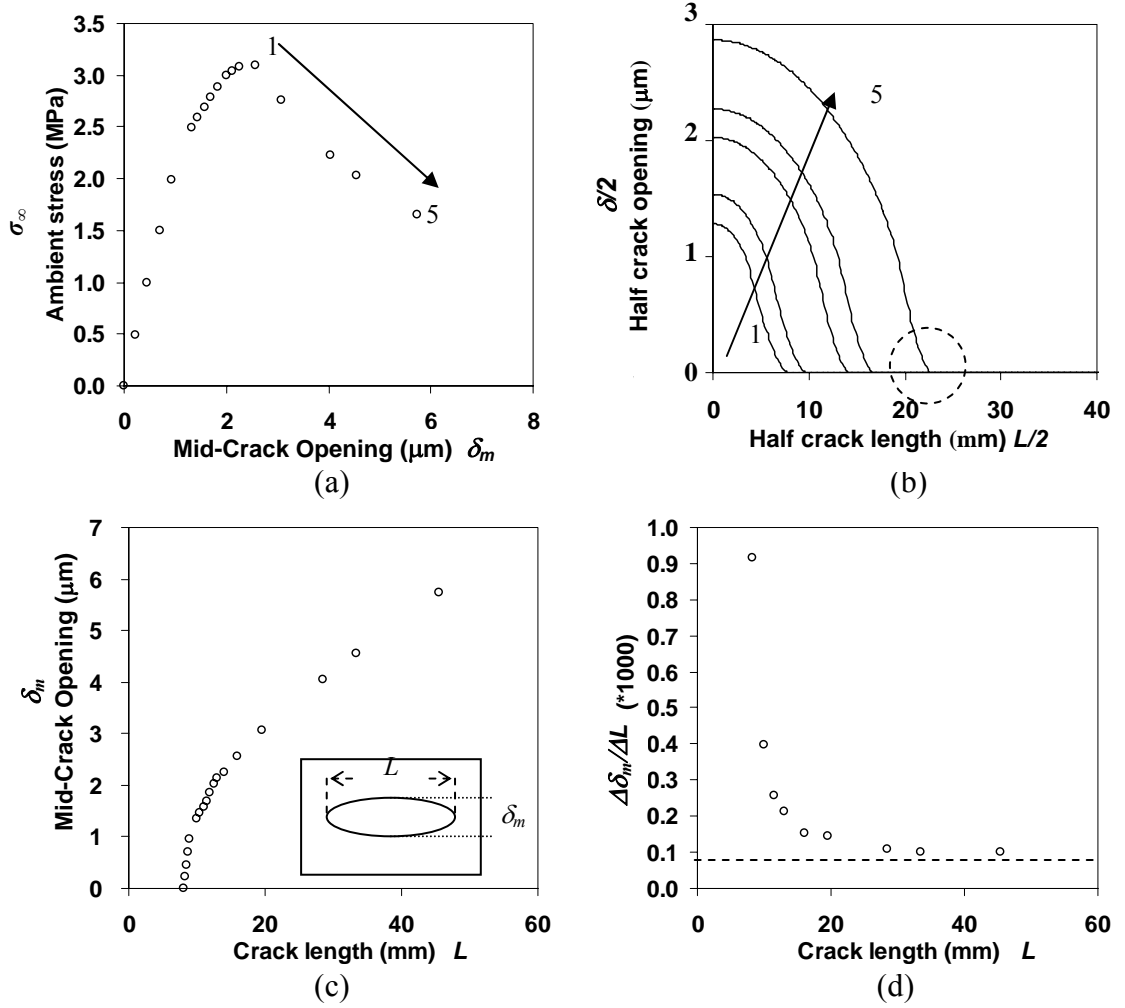 3.5
3.0
2.5
2.0
1.5
1.0
0.5
0.0
σ∞
Ambient stress (MPa)
1
5
0 2 4 6 8
Mid-Crack Opening (μm) δm
(a)
3
2
1
0
δ/2
Half crack opening (μm)
5
1
0 10 20 30 40
Half crack length (mm) L/2
(b)
7
6
5
4
3
2
1
0
δm
Mid-Crack Opening (μm)
L
δm
0 20 40 60
Crack length (mm) L
(c)
1.0
0.9
0.8
0.7
0.6
0.5
0.4
0.3
0.2
0.1
0.0
Δδm/ΔL (*1000)
0 20 40 60
Crack length (mm) L
(d)